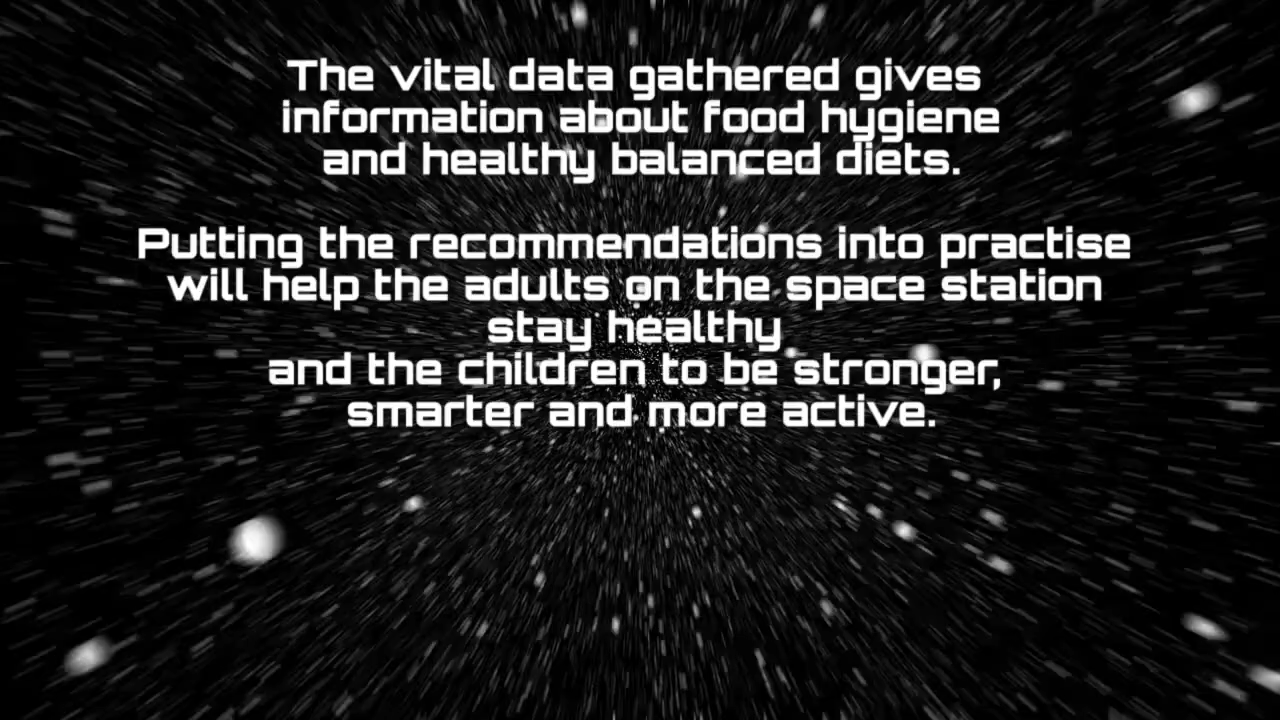 The vital data gathered gives
information about food hygiene
and healthy balanced diets.
Putting the recommendations into practise
will help the adults on the space station
stay healthy
and the children to be stronger,
smarter and more active.